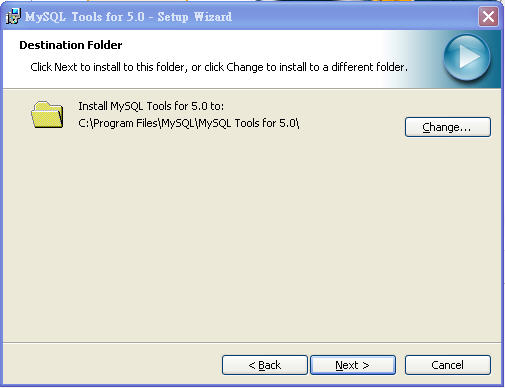 MySQL Tools for 5.0 - Setup Wizard
Destination Folder
Click Next to install to this folder, or click Change to install to a different folder.
Install MySQL Tools for 5.0 to:
C:\Program Files\MySQL\MySQL Tools for 5.0\
Change...
< Back
Next >
Cancel